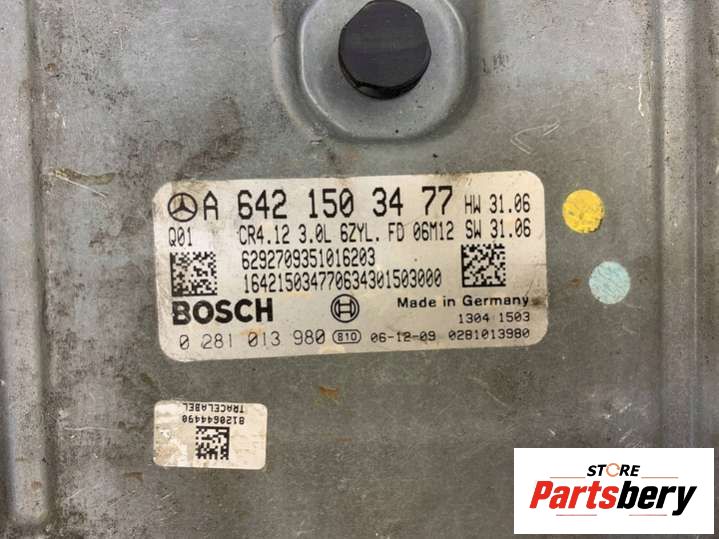 A 642 150 34 77 HW 31.06
Q01 CR4.12 3.0L 6ZYL. FD 06M12 SW 31.06
6292709351016203
164215034770634301503000
BOSCH Made in Germany
1304 1503
0 281 013 980 810 06-12-09 0281013980
8120644490
TRACELABEL
STORE
Partsbery